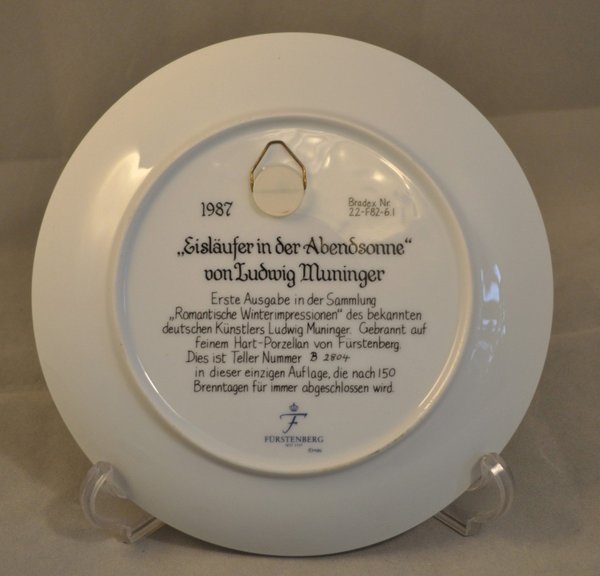 1987
Bradex Nr.
22-F82-6.1
„Eisläufer in der Abendsonne“
von Ludwig Muninger
Erste Ausgabe in der Sammlung
„Romantische Winterimpressionen“ des bekannten
deutschen Künstlers Ludwig Muninger. Gebrannt auf
feinem Hart-Porzellan von Fürstenberg.
Dies ist Teller Nummer B 2804
in dieser einzigen Auflage, die nach 150
Brenntagen für immer abgeschlossen wird.
F
FÜRSTENBERG
SEIT 1747